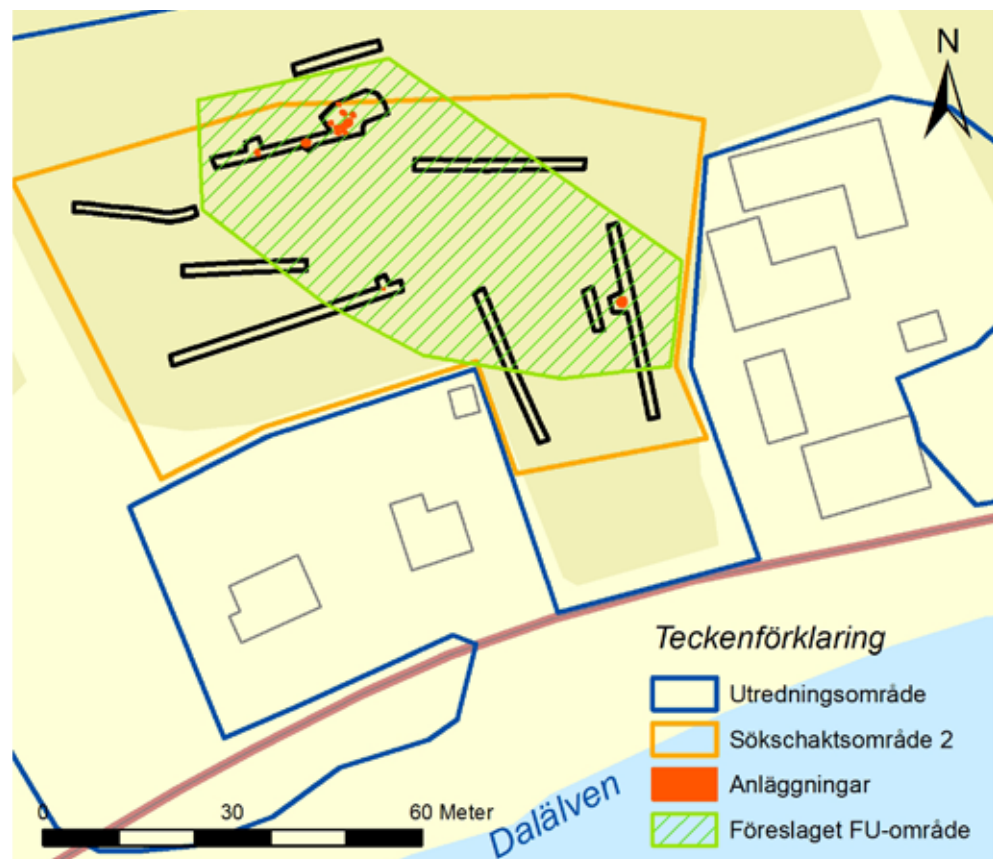 N
Teckenförklaring
Utredningsområde
Sökschaktsområde 2
Anläggningar
Föreslaget FU-område
0 30 60 Meter
Dalälven